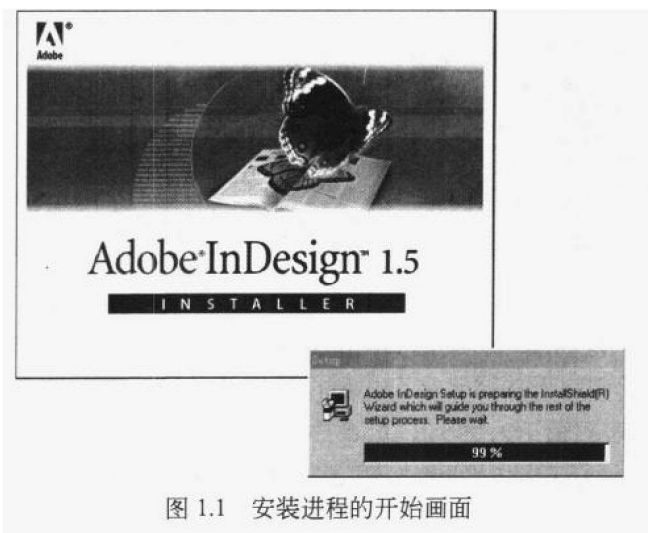 Adobe
Adobe® InDesign™ 1.5
INSTALLER
Setup
Adobe InDesign Setup is preparing the InstallShield(R)
Wizard which will guide you through the rest of the
setup process. Please wait.
99 %
图 1.1 安装进程的开始画面